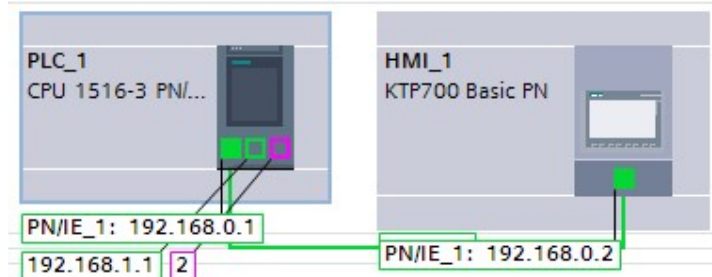 PLC_1
CPU 1516-3 PN/...
HMI_1
KTP700 Basic PN
PN/IE_1: 192.168.0.1
192.168.1.1
2
PN/IE_1: 192.168.0.2